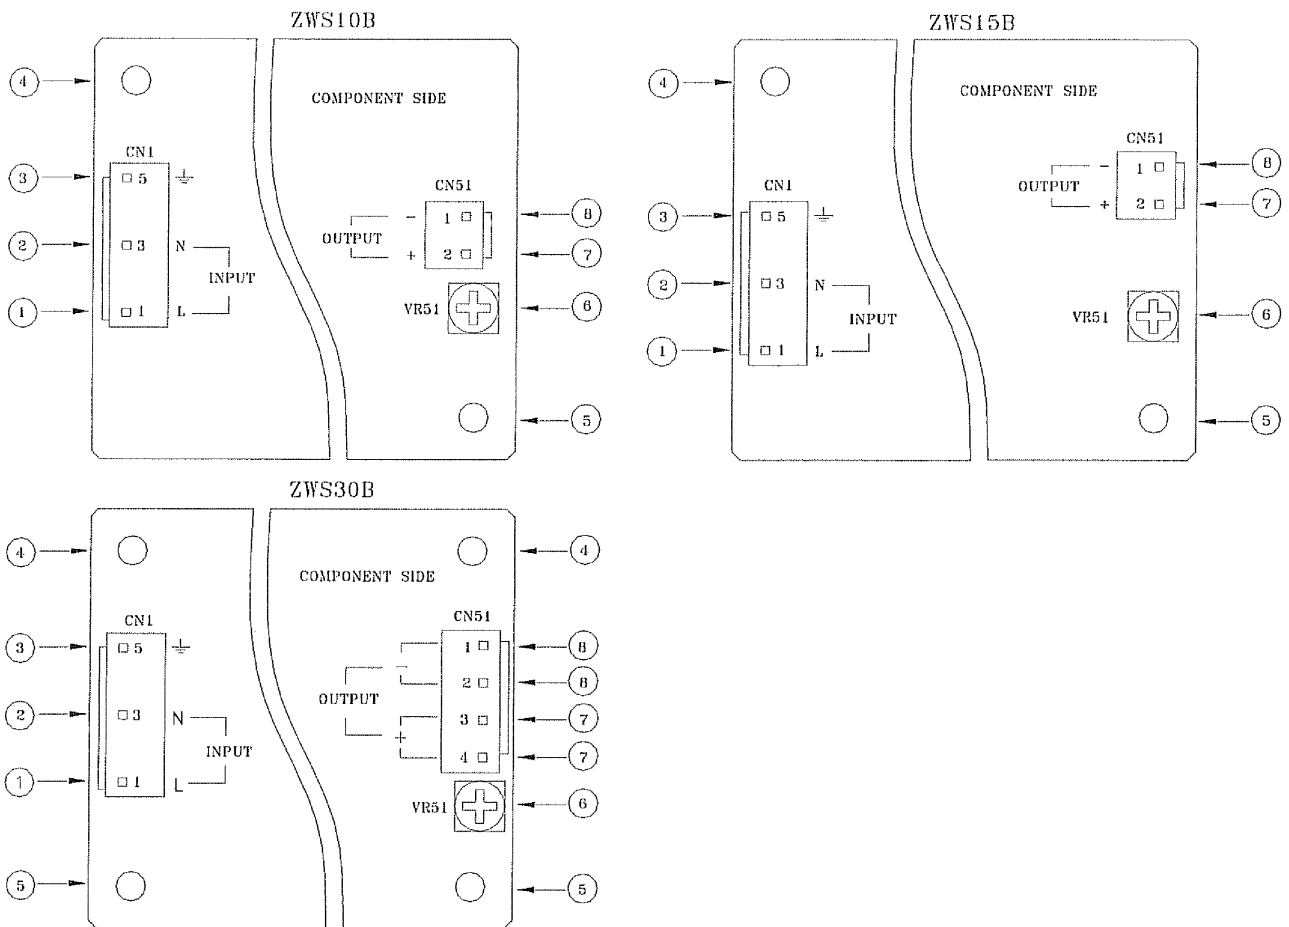 ZWS10B
4
COMPONENT SIDE
CN1
3
5
CN51
1
8
-
OUTPUT
2
3
N
+
2
7
INPUT
1
1
L
VR51
6
5
ZWS15B
4
COMPONENT SIDE
CN51
-
1
8
OUTPUT
+
2
7
CN1
3
5
2
3
N
INPUT
VR51
6
1
1
L
5
ZWS30B
4
4
COMPONENT SIDE
CN1
CN51
3
5
1
8
-
2
8
OUTPUT
2
3
N
3
7
+
INPUT
4
7
1
1
L
VR51
6
5
5